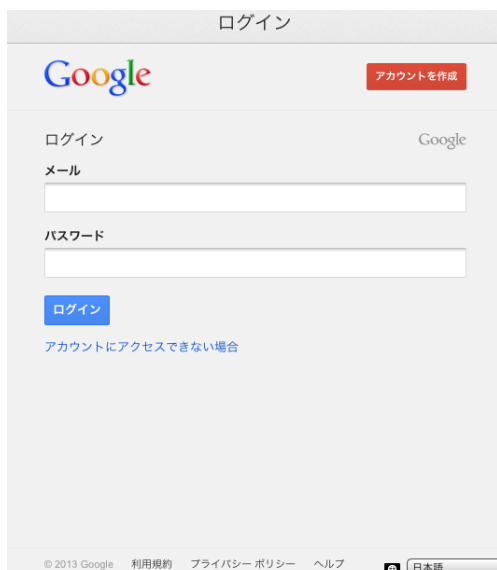 ログイン
Google アカウントを作成
ログイン Google
メール
パスワード
ログイン
アカウントにアクセスできない場合
© 2013 Google 利用規約 プライバシー ポリシー ヘルプ 日本語